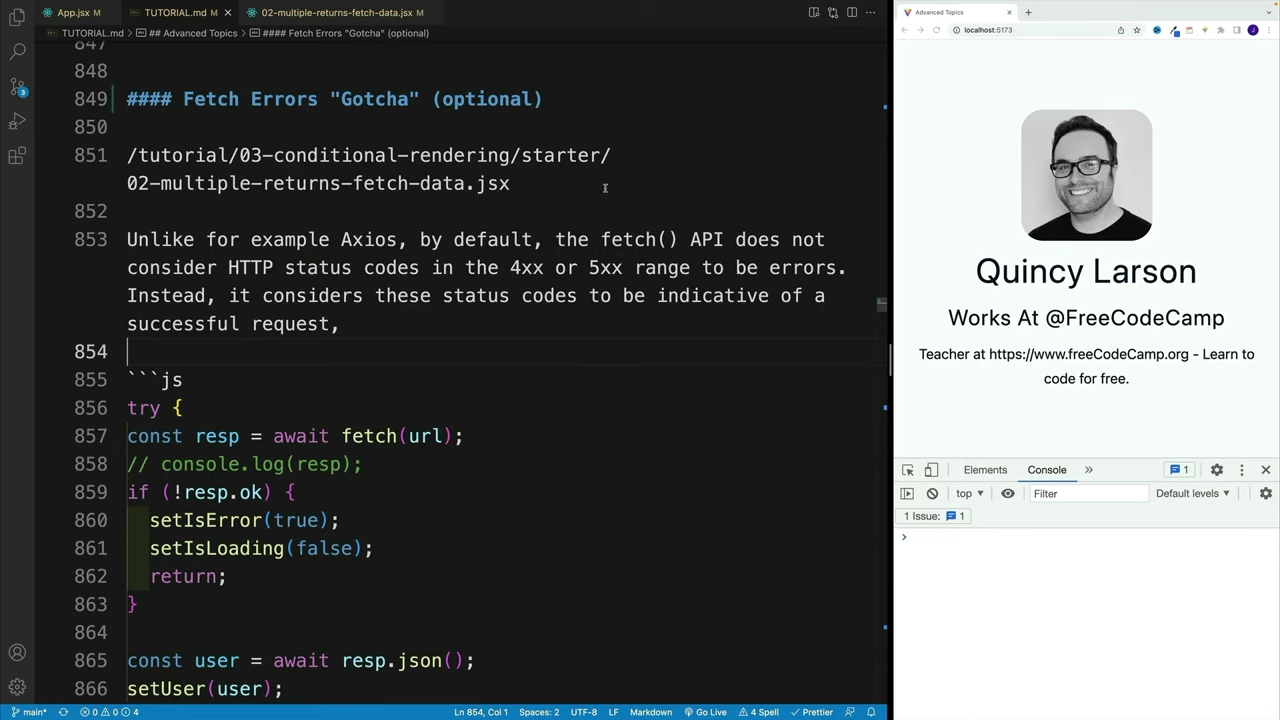 App.jsx M
TUTORIAL.md M
02-multiple-returns-fetch-data.jsx M
TUTORIAL.md > ## Advanced Topics > #### Fetch Errors "Gotcha" (optional)
847
848
849 #### Fetch Errors "Gotcha" (optional)
850
851 /tutorial/03-conditional-rendering/starter/
02-multiple-returns-fetch-data.jsx
852
853 Unlike for example Axios, by default, the fetch() API does not
consider HTTP status codes in the 4xx or 5xx range to be errors.
Instead, it considers these status codes to be indicative of a
successful request,
854
855 ```js
856 try {
857 const resp = await fetch(url);
858 // console.log(resp);
859 if (!resp.ok) {
860 setIsError(true);
861 setIsLoading(false);
862 return;
863 }
864
865 const user = await resp.json();
866 setUser(user);
3
main* 0 0 4 Ln 854, Col 1 Spaces: 2 UTF-8 LF Markdown Go Live 4 Spell Prettier
Advanced Topics
localhost:5173
J
Quincy Larson
Works At @FreeCodeCamp
Teacher at https://www.freeCodeCamp.org - Learn to
code for free.
Elements Console » 1
top Filter Default levels
1 Issue: 1